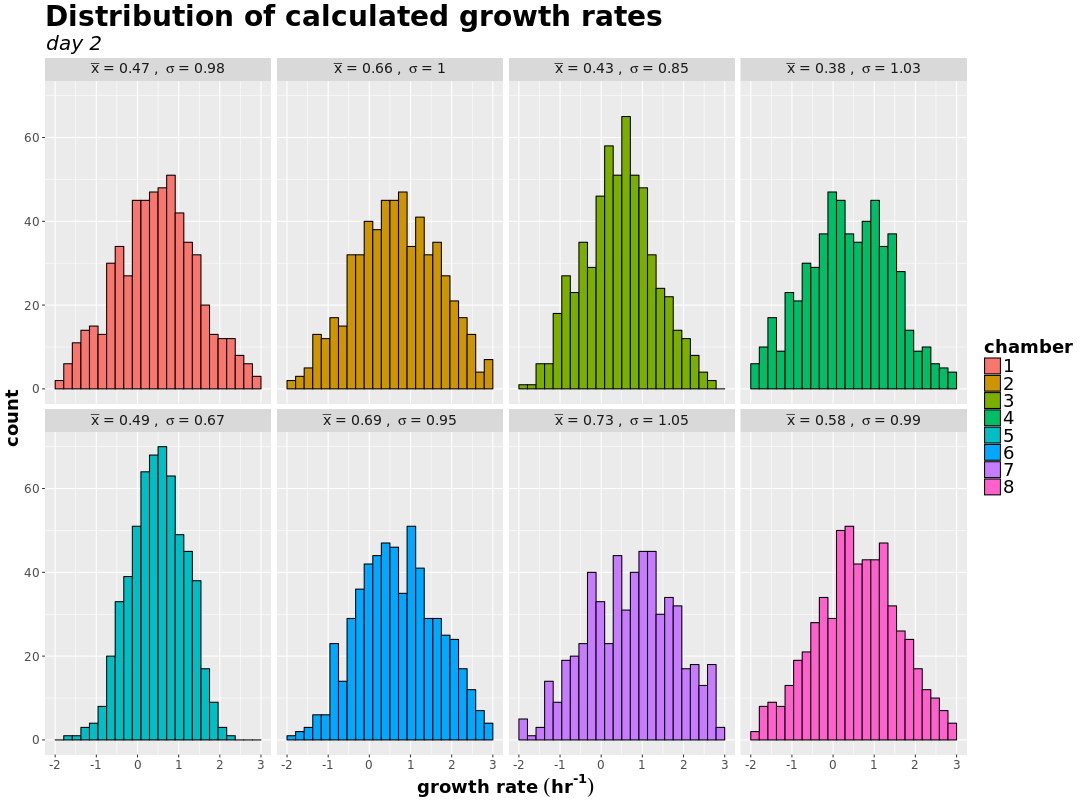 Distribution of calculated growth rates
day 2
x̅ = 0.47 , σ = 0.98
x̅ = 0.66 , σ = 1
x̅ = 0.43 , σ = 0.85
x̅ = 0.38 , σ = 1.03
60
40
20
0
x̅ = 0.49 , σ = 0.67
x̅ = 0.69 , σ = 0.95
x̅ = 0.73 , σ = 1.05
x̅ = 0.58 , σ = 0.99
60
40
20
0
-2 -1 0 1 2 3
-2 -1 0 1 2 3
-2 -1 0 1 2 3
-2 -1 0 1 2 3
count
growth rate (hr⁻¹)
chamber
1
2
3
4
5
6
7
8